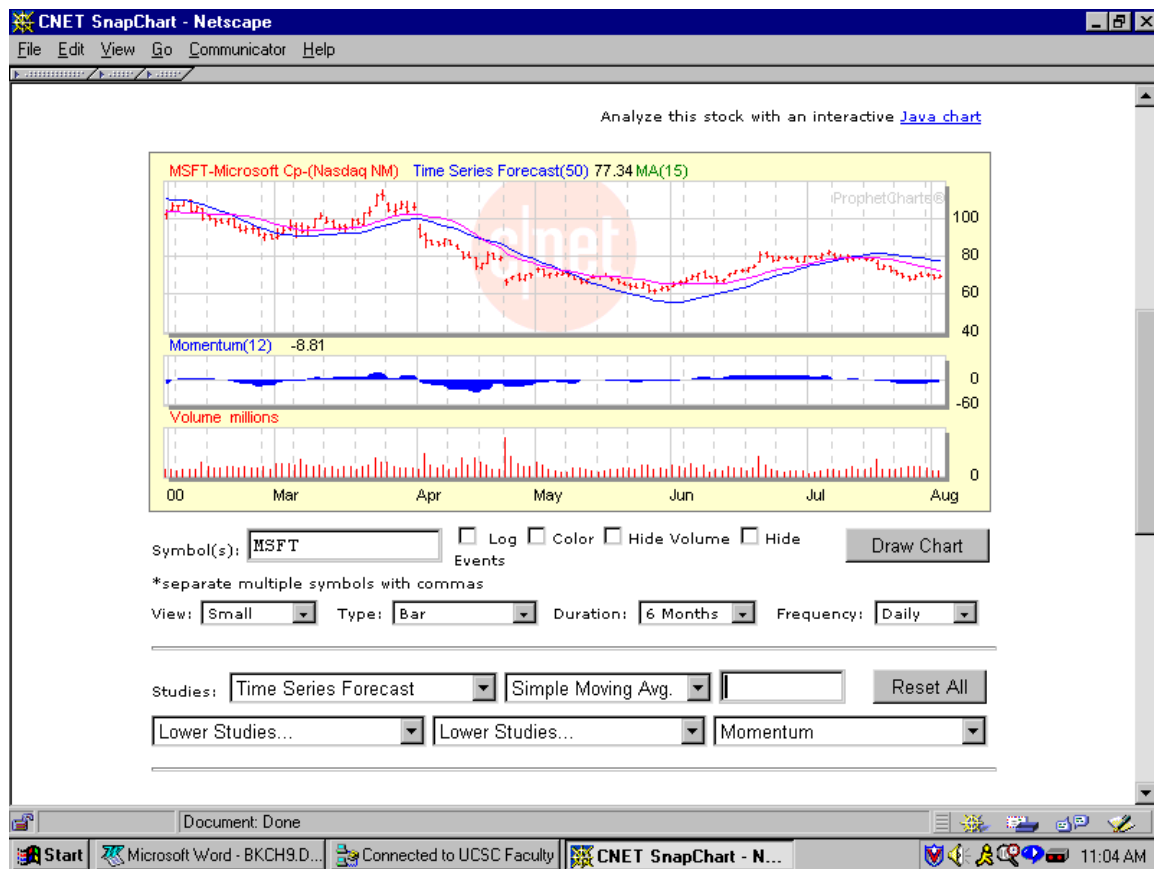 CNET SnapChart - Netscape
File Edit View Go Communicator Help
Analyze this stock with an interactive Java chart
MSFT-Microsoft Cp-(Nasdaq NM) Time Series Forecast(50) 77.34 MA(15)
ProphetCharts®
c|net
100
80
60
40
Momentum(12) -8.81
0
-60
Volume millions
0
00 Mar Apr May Jun Jul Aug
Symbol(s): MSFT Log Color Hide Volume Hide Events Draw Chart
*separate multiple symbols with commas
View: Small Type: Bar Duration: 6 Months Frequency: Daily
Studies: Time Series Forecast Simple Moving Avg. Reset All
Lower Studies... Lower Studies... Momentum
Document: Done
Start Microsoft Word - BKCH9.D... Connected to UCSC Faculty CNET SnapChart - N... 11:04 AM